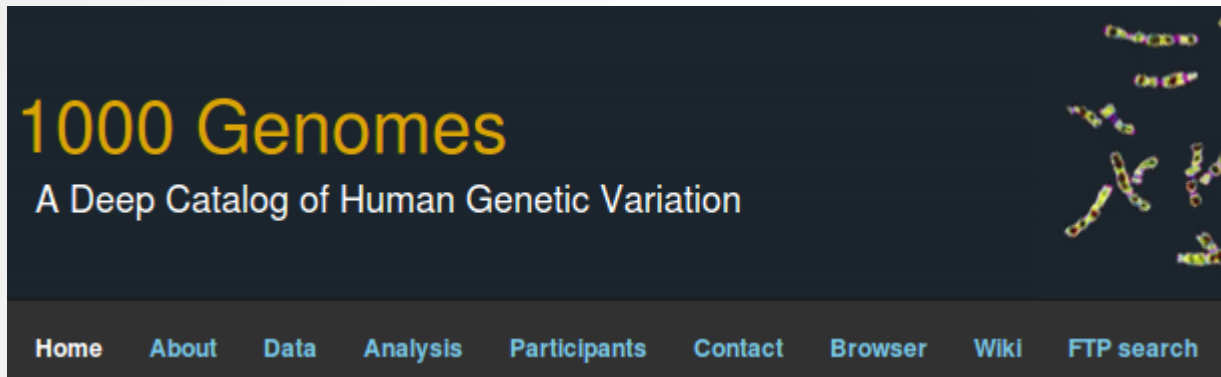 1000 Genomes
A Deep Catalog of Human Genetic Variation
Home About Data Analysis Participants Contact Browser Wiki FTP search